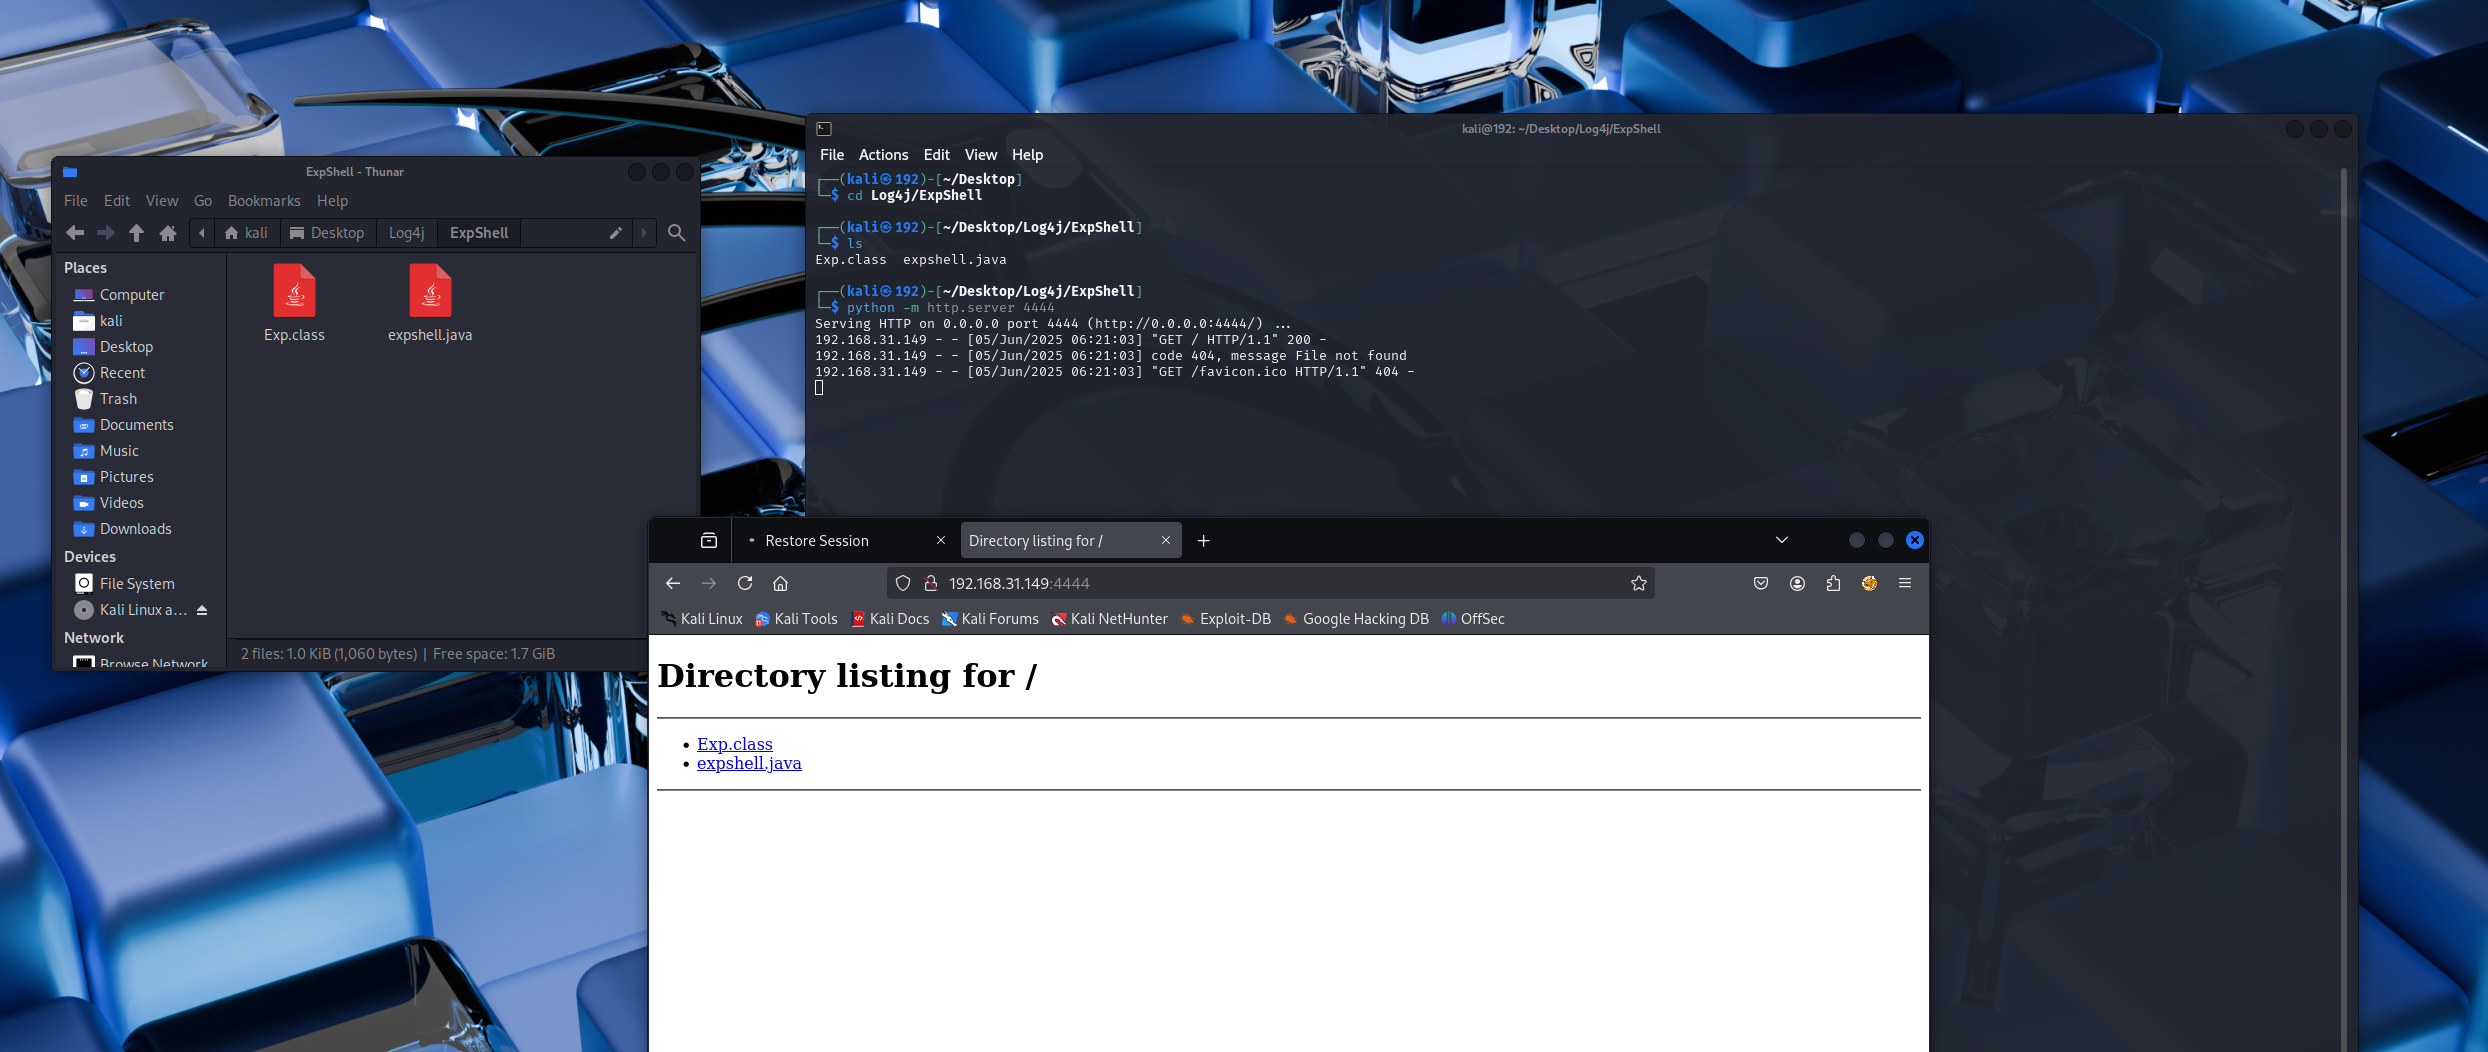 ExpShell - Thunar
File Edit View Go Bookmarks Help
kali Desktop Log4j ExpShell
Places
Computer
kali
Desktop
Recent
Trash
Documents
Music
Pictures
Videos
Downloads
Devices
File System
Kali Linux a...
Network
Browse Network
Exp.class expshell.java
2 files: 1.0 KiB (1,060 bytes) | Free space: 1.7 GiB
kali@192: ~/Desktop/Log4j/ExpShell
File Actions Edit View Help
┌──(kali㉿192)-[~/Desktop]
└─$ cd Log4j/ExpShell
┌──(kali㉿192)-[~/Desktop/Log4j/ExpShell]
└─$ ls
Exp.class  expshell.java
┌──(kali㉿192)-[~/Desktop/Log4j/ExpShell]
└─$ python -m http.server 4444
Serving HTTP on 0.0.0.0 port 4444 (http://0.0.0.0:4444/) ...
192.168.31.149 - - [05/Jun/2025 06:21:03] "GET / HTTP/1.1" 200 -
192.168.31.149 - - [05/Jun/2025 06:21:03] code 404, message File not found
192.168.31.149 - - [05/Jun/2025 06:21:03] "GET /favicon.ico HTTP/1.1" 404 -
Restore Session Directory listing for /
192.168.31.149:4444
Kali Linux Kali Tools Kali Docs Kali Forums Kali NetHunter Exploit-DB Google Hacking DB OffSec
Directory listing for /
• Exp.class
• expshell.java